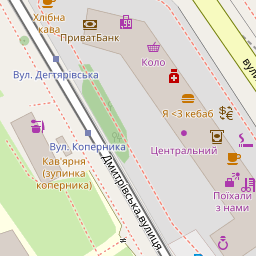 Хлібна
кава
ПриватБанк
Коло
Вул. Дегтярівська
Я <3 кебаб
Вул. Коперника
Центральний
Кав'ярня
(зупинка
коперника)
Дмитрівська вулиця
Поїхали
з нами